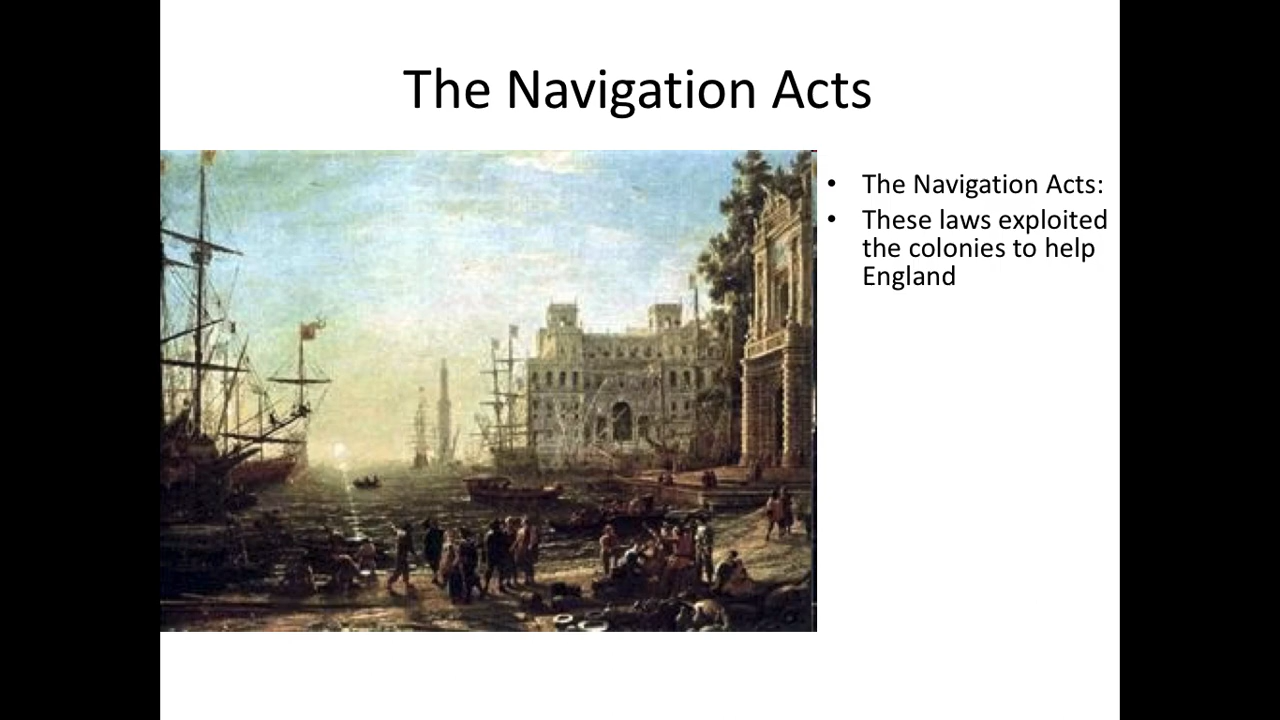 The Navigation Acts
• The Navigation Acts:
• These laws exploited
the colonies to help
England